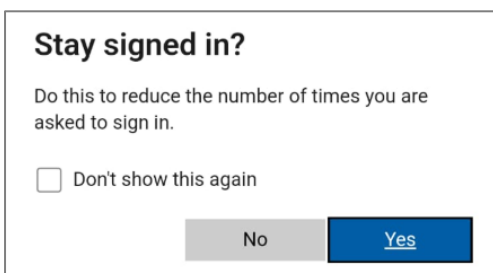 Stay signed in?
Do this to reduce the number of times you are
asked to sign in.
Don't show this again
No
Yes